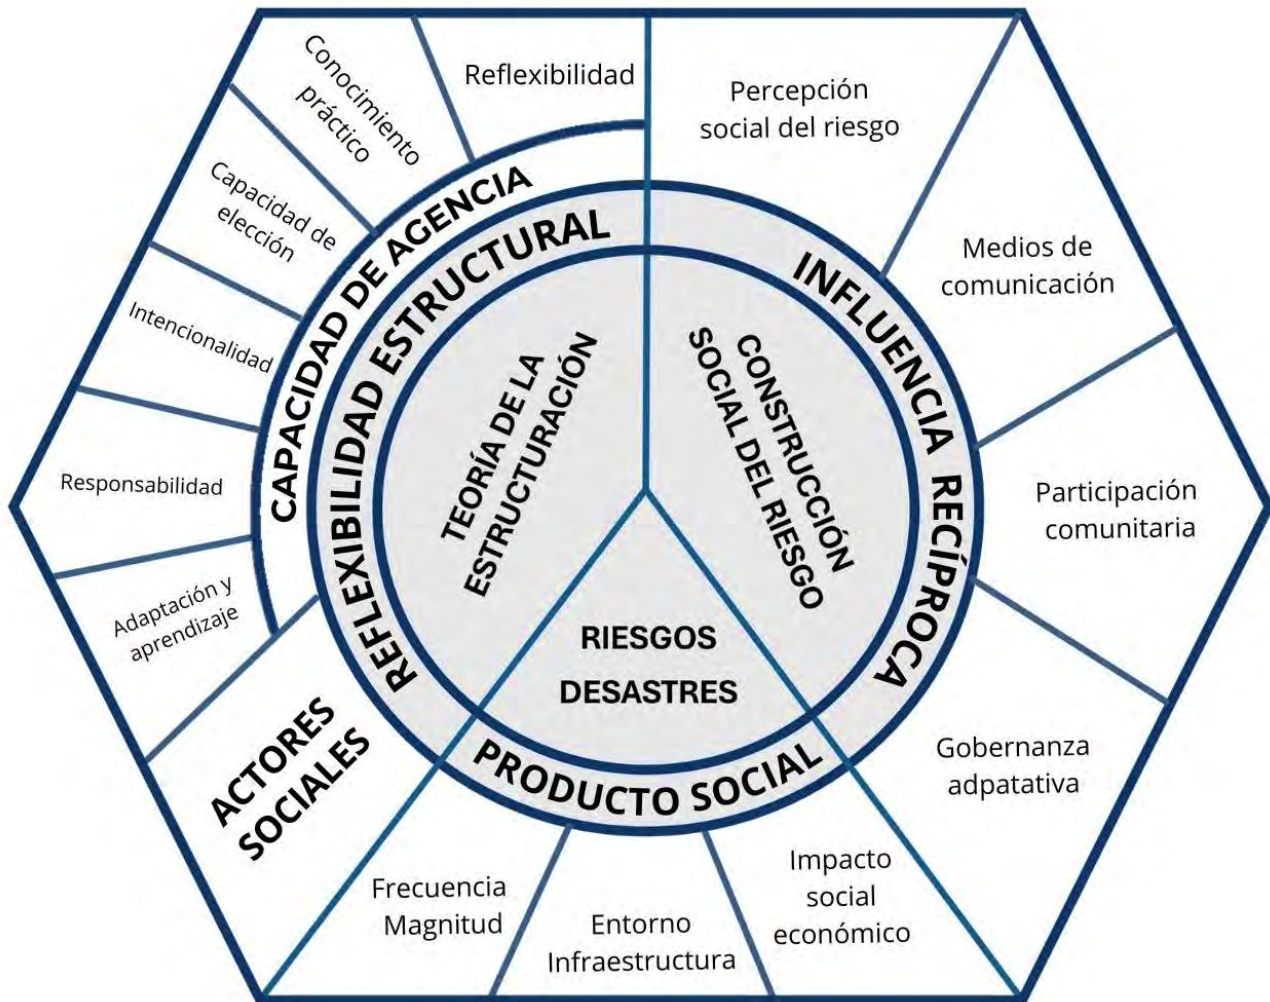 Reflexibilidad
Conocimiento
práctico
Capacidad de
elección
Intencionalidad
Responsabilidad
Adaptación y
aprendizaje
ACTORES
SOCIALES
CAPACIDAD DE AGENCIA
REFLEXIBILIDAD ESTRUCTURAL
TEORÍA DE LA
ESTRUCTURACIÓN
Percepción
social del riesgo
Medios de
comunicación
Participación
comunitaria
Gobernanza
adpatativa
INFLUENCIA RECÍPROCA
CONSTRUCCIÓN
SOCIAL DEL RIESGO
RIESGOS
DESASTRES
PRODUCTO SOCIAL
Frecuencia
Magnitud
Entorno
Infraestructura
Impacto
social
económico